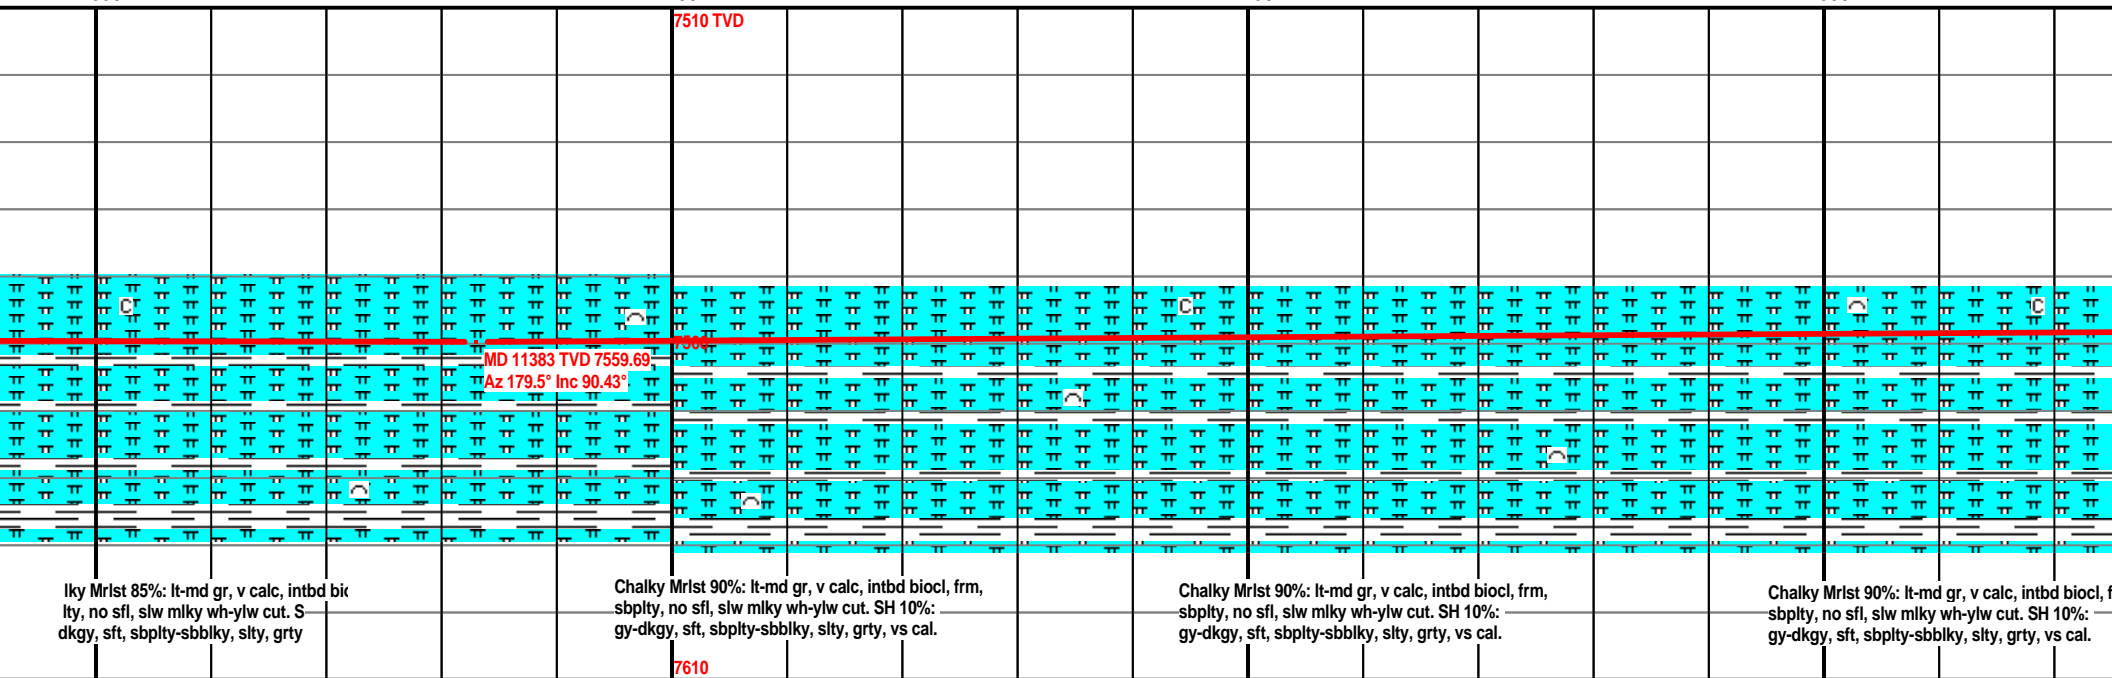 7510 TVD
C
C
C
7560
MD 11383 TVD 7559.69
Az 179.5° Inc 90.43°
lky Mrlst 85%: lt-md gr, v calc, intbd bio
lty, no sfl, slw mlky wh-ylw cut. S
dkgy, sft, sbplty-sbblky, slty, grty
Chalky Mrlst 90%: lt-md gr, v calc, intbd biocl, frm,
sbplty, no sfl, slw mlky wh-ylw cut. SH 10%:
gy-dkgy, sft, sbplty-sbblky, slty, grty, vs cal.
Chalky Mrlst 90%: lt-md gr, v calc, intbd biocl, frm,
sbplty, no sfl, slw mlky wh-ylw cut. SH 10%:
gy-dkgy, sft, sbplty-sbblky, slty, grty, vs cal.
Chalky Mrlst 90%: lt-md gr, v calc, intbd biocl, f
sbplty, no sfl, slw mlky wh-ylw cut. SH 10%:
gy-dkgy, sft, sbplty-sbblky, slty, grty, vs cal.
7610